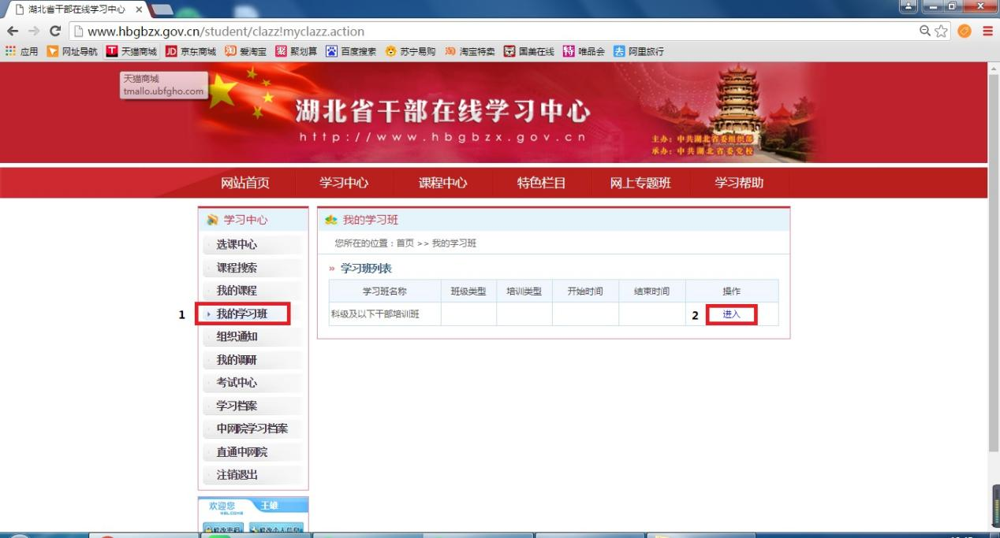 湖北省干部在线学习中心
www.hbgbzx.gov.cn/student/clazz!myclazz.action
应用 网址导航 天猫商城 京东商城 爱淘宝 聚划算 百度搜索 苏宁易购 淘宝特卖 国美在线 唯品会 阿里旅行
天猫商城
tmallo.ubfgho.com
湖北省干部在线学习中心
http://www.hbgbzx.gov.cn
主办：中共湖北省委组织部
承办：中共湖北省委党校
网站首页 学习中心 课程中心 特色栏目 网上专题班 学习帮助
学习中心
选课中心
课程搜索
我的课程
1 我的学习班
组织通知
我的调研
考试中心
学习档案
中网院学习档案
直通中网院
注销退出
欢迎您 王雄
WELCOME
修改密码 修改个人信息
我的学习班
您所在的位置：首页 >> 我的学习班
» 学习班列表
学习班名称 班级类型 培训类型 开始时间 结束时间 操作
科级及以下干部培训班 2 进入